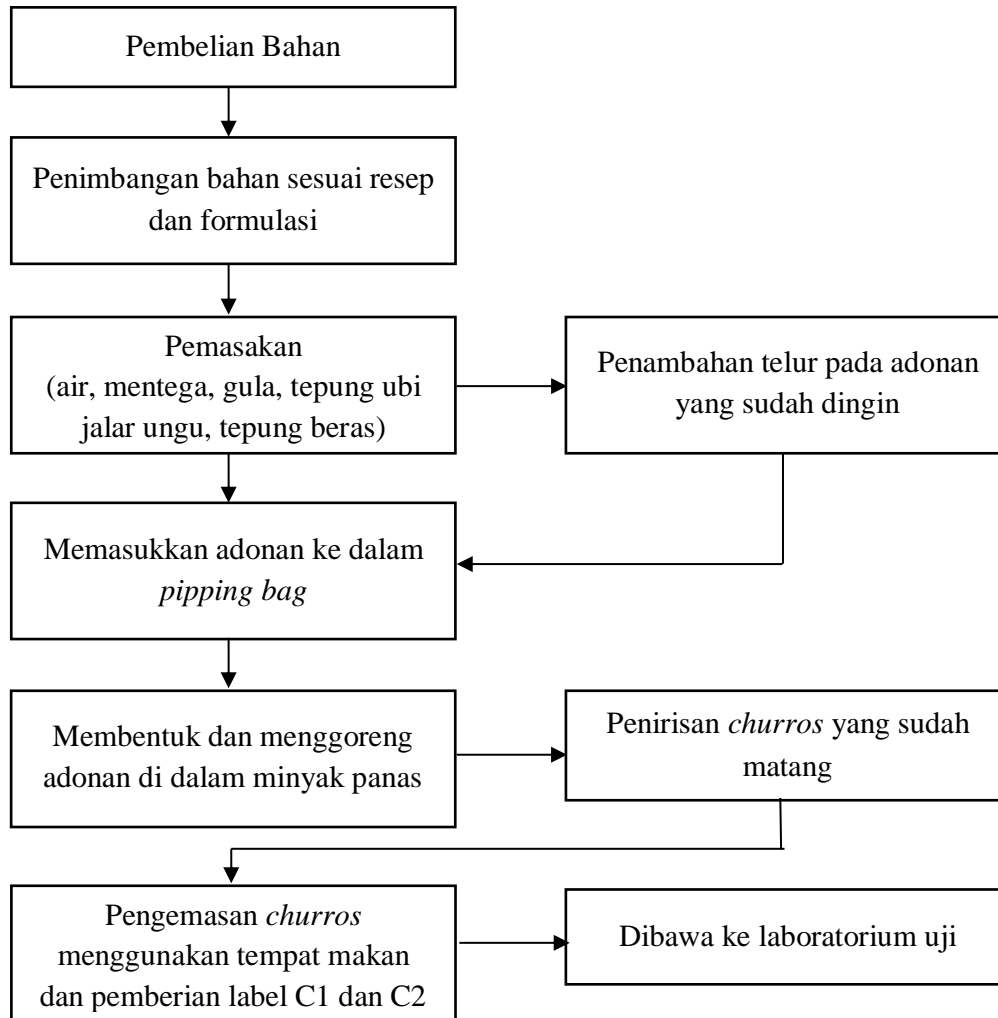 Pembelian Bahan
Penimbangan bahan sesuai resep
dan formulasi
Pemasakan
(air, mentega, gula, tepung ubi
jalar ungu, tepung beras)
Penambahan telur pada adonan
yang sudah dingin
Memasukkan adonan ke dalam
pipping bag
Membentuk dan menggoreng
adonan di dalam minyak panas
Penirisan churros yang sudah
matang
Pengemasan churros
menggunakan tempat makan
dan pemberian label C1 dan C2
Dibawa ke laboratorium uji